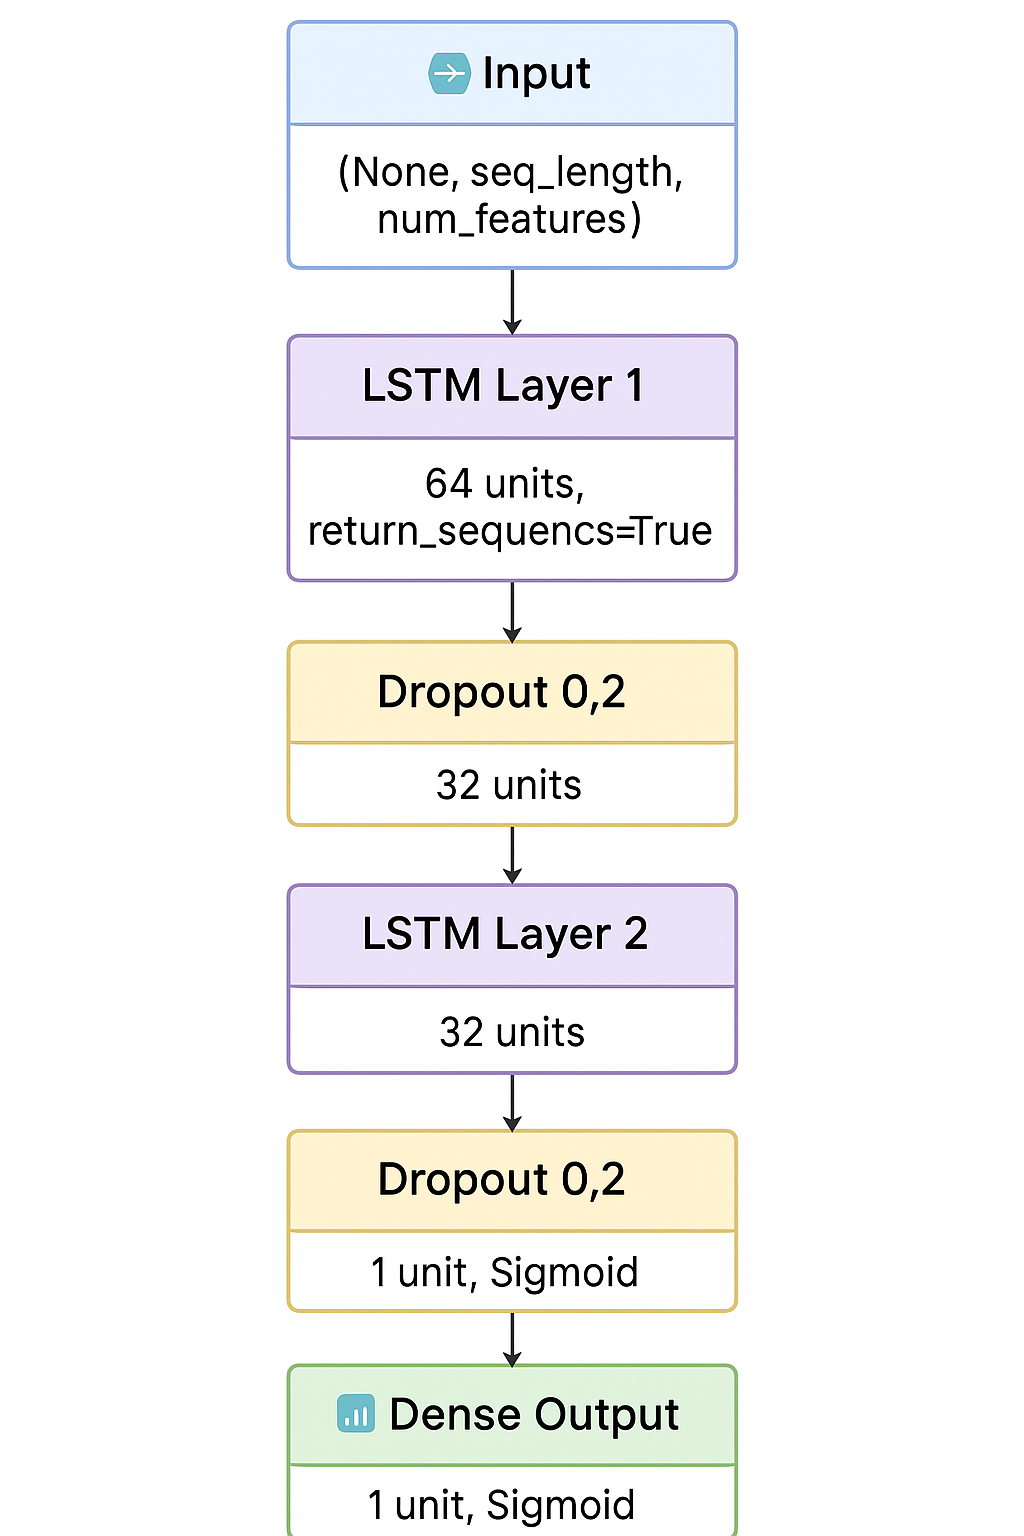 Input
(None, seq_length,
num_features)
LSTM Layer 1
64 units,
return_sequencs=True
Dropout 0,2
32 units
LSTM Layer 2
32 units
Dropout 0,2
1 unit, Sigmoid
Dense Output
1 unit, Sigmoid